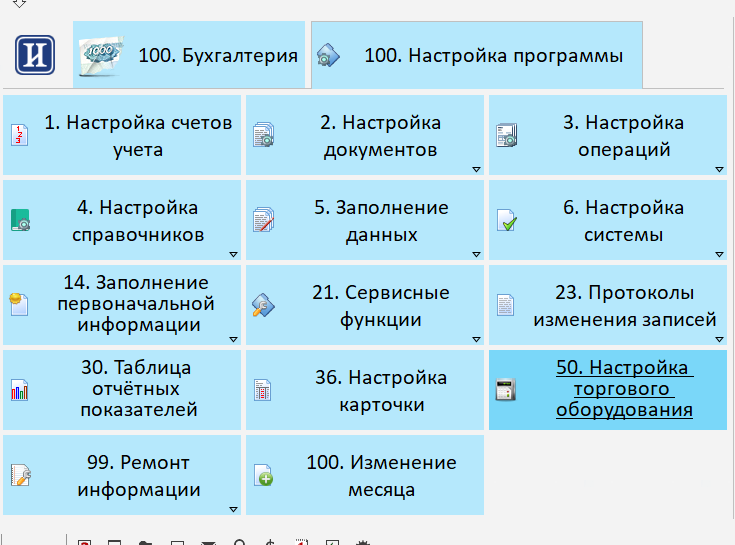 И
1000
100. Бухгалтерия
100. Настройка программы
1. Настройка счетов
учета
2. Настройка
документов
3. Настройка
операций
4. Настройка
справочников
5. Заполнение
данных
6. Настройка
системы
14. Заполнение
первоначальной
информации
21. Сервисные
функции
23. Протоколы
изменения записей
30. Таблица
отчётных
показателей
36. Настройка
карточки
50. Настройка
торгового
оборудования
99. Ремонт
информации
100. Изменение
месяца